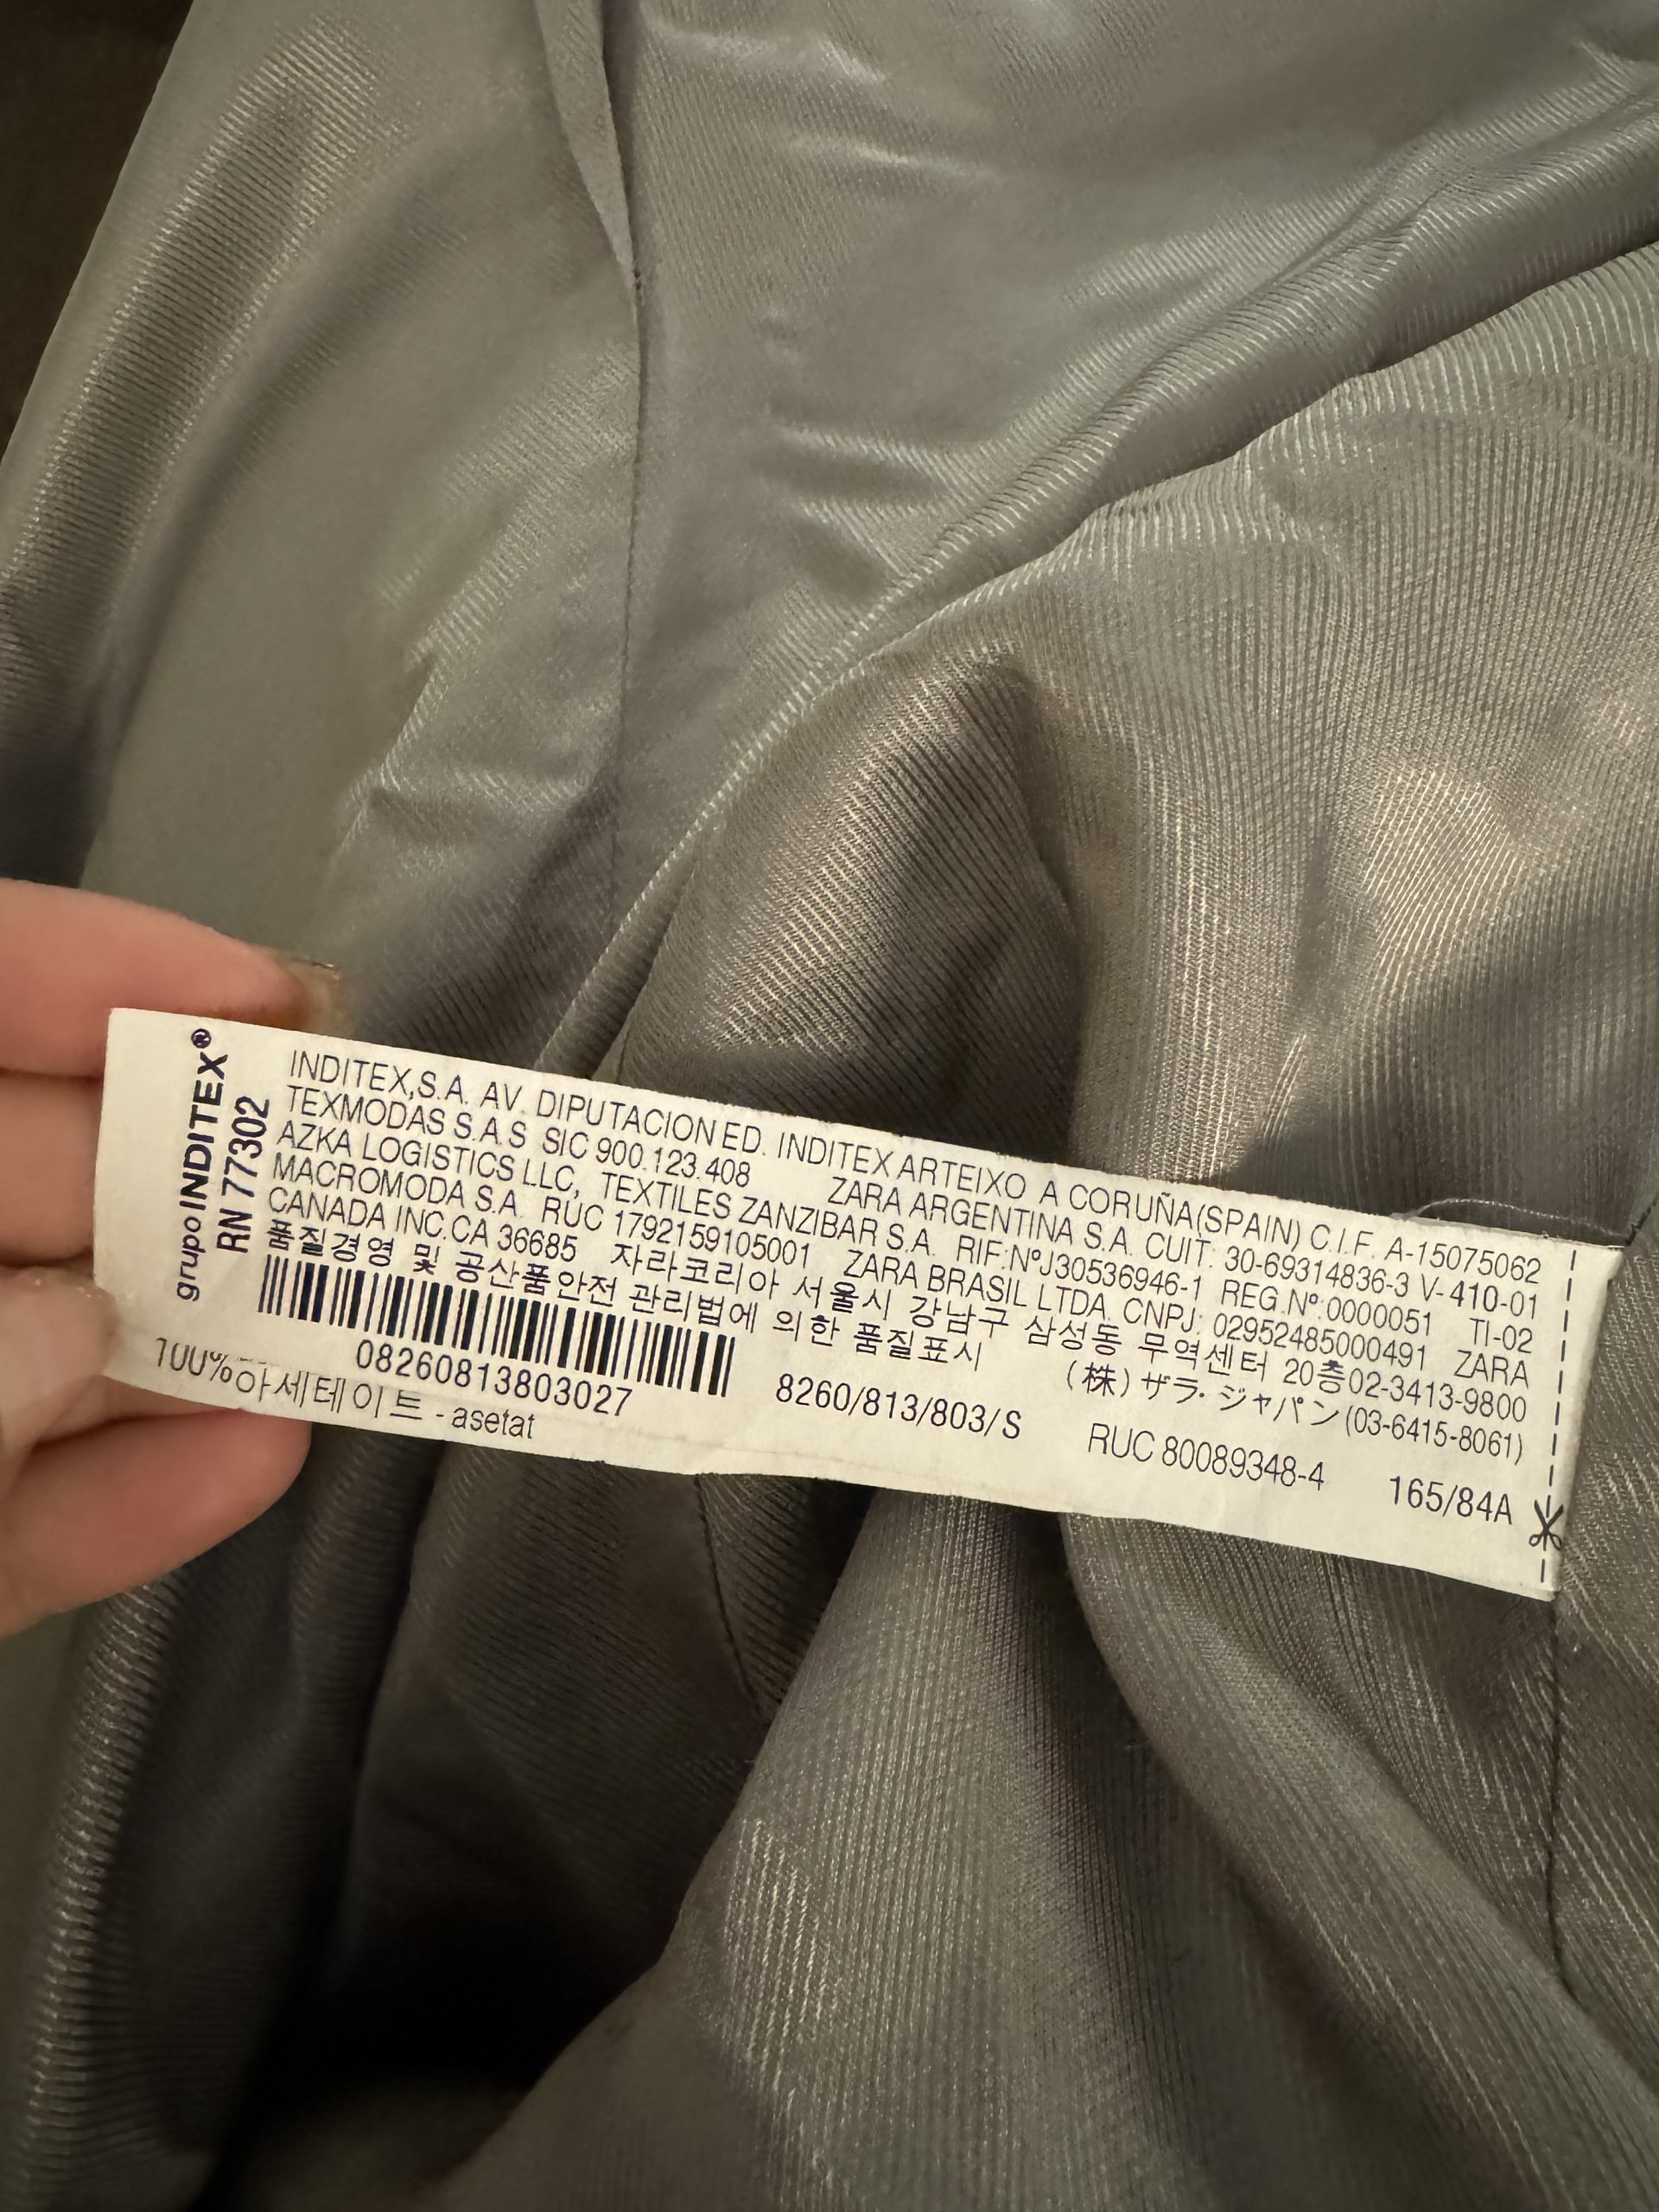 grupo INDITEX®
RN 77302
INDITEX,S.A. AV. DIPUTACION ED. INDITEX ARTEIXO A CORUÑA(SPAIN) C.I.F. A-15075062
TEXMODAS S.A.S SIC 900.123.408 ZARA ARGENTINA S.A. CUIT: 30-69314836-3 V-410-01
AZKA LOGISTICS LLC, TEXTILES ZANZIBAR S.A. RIF:NºJ30536946-1 REG.Nº:0000051 TI-02
MACROMODA S.A. RUC 1792159105001 ZARA BRASIL LTDA. CNPJ: 02952485000491 ZARA
CANADA INC.CA 36685 자라코리아 서울시 강남구 삼성동 무역센터 20층02-3413-9800
품질경영 및 공산품안전 관리법에 의한 품질표시 (株) ザラ・ジャパン(03-6415-8061)
08260813803027 8260/813/803/S RUC 80089348-4 165/84A
100% 아세테이트 - asetat